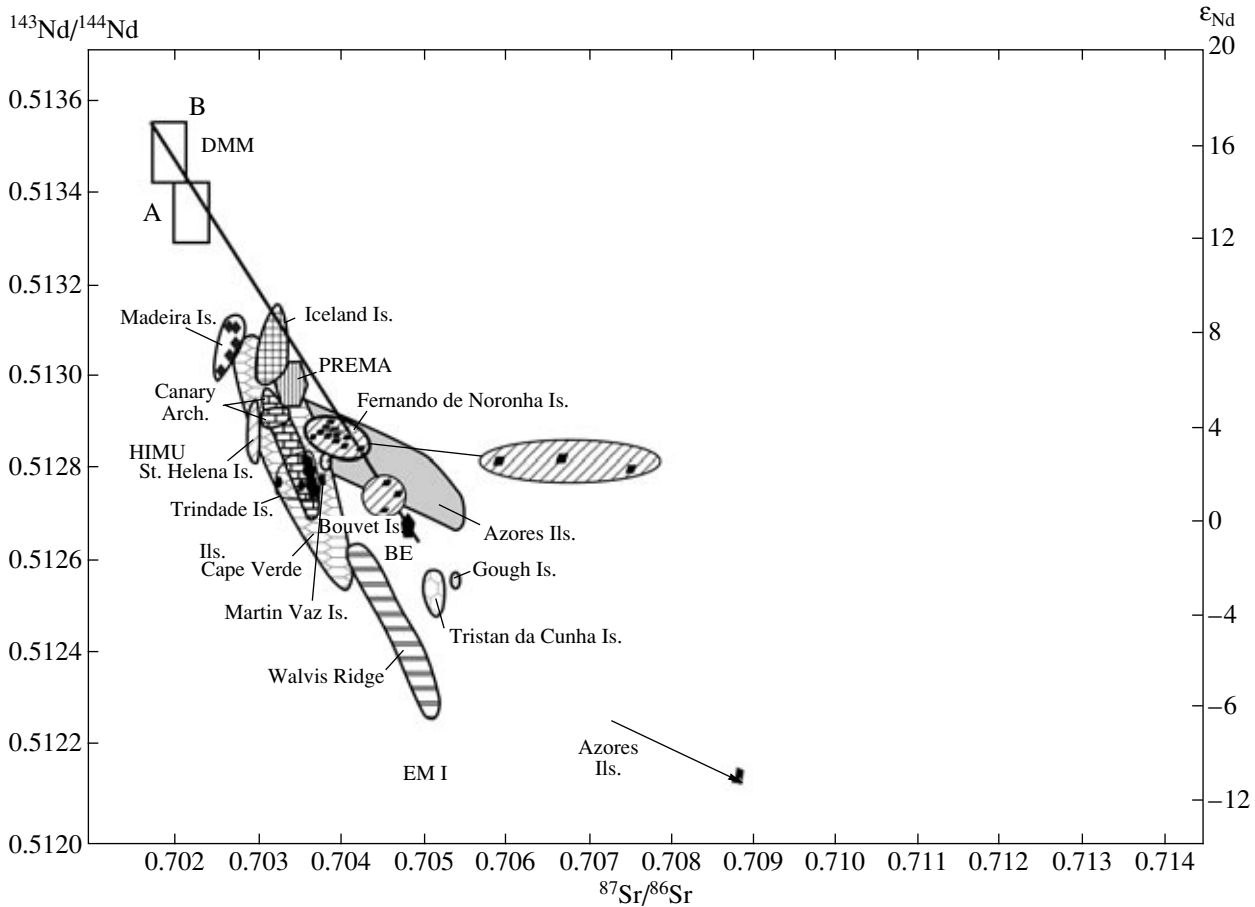 ¹⁴³Nd/¹⁴⁴Nd
εNd
20
0.5136
B
DMM
16
0.5134
A
12
0.5132
Madeira Is.
Iceland Is.
8
0.5130
PREMA
Canary
Arch.
Fernando de Noronha Is.
4
HIMU
0.5128
St. Helena Is.
Trindade Is.
Bouvet Is.
Azores Ils.
0
Ils.
Cape Verde
BE
0.5126
Gough Is.
Martin Vaz Is.
Tristan da Cunha Is.
−4
0.5124
Walvis Ridge
−6
0.5122
Azores
Ils.
EM I
−12
0.5120
0.702 0.703 0.704 0.705 0.706 0.707 0.708 0.709 0.710 0.711 0.712 0.713 0.714
⁸⁷Sr/⁸⁶Sr